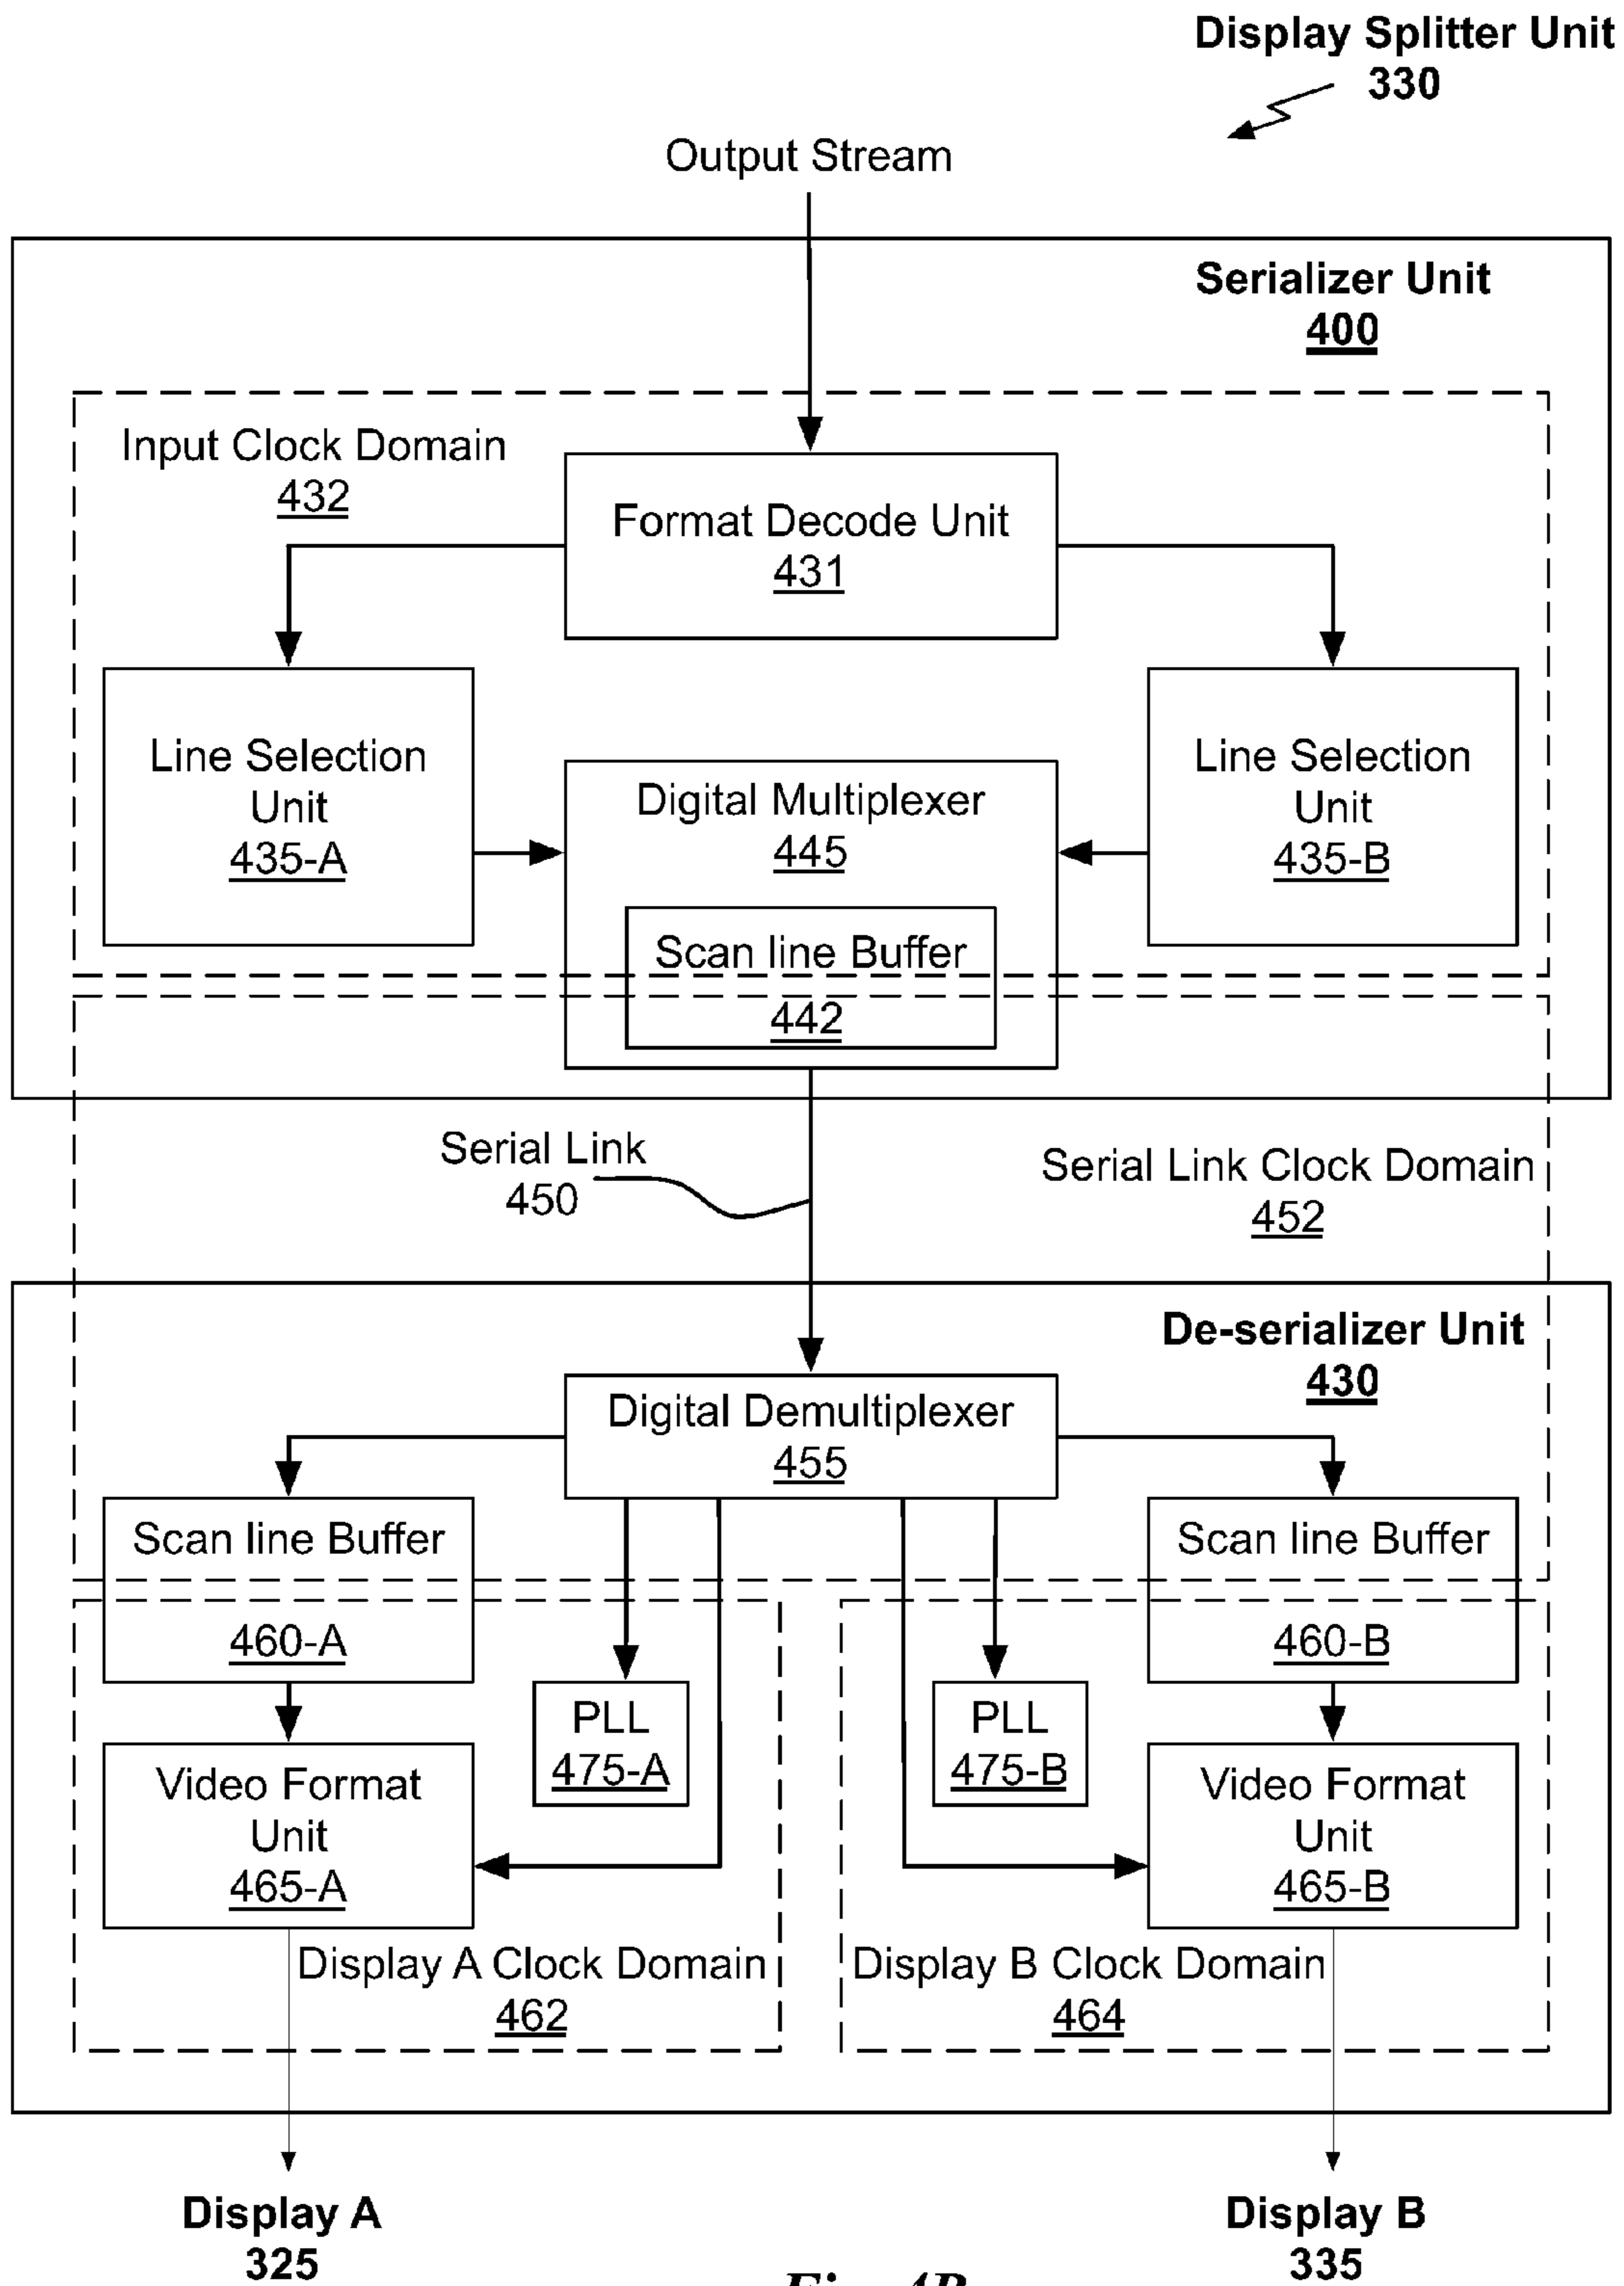 Display Splitter Unit
330
Output Stream
Serializer Unit
400
Input Clock Domain
432
Format Decode Unit
431
Line Selection
Unit
435-A
Digital Multiplexer
445
Line Selection
Unit
435-B
Scan line Buffer
442
Serial Link
450
Serial Link Clock Domain
452
De-serializer Unit
430
Digital Demultiplexer
455
Scan line Buffer
460-A
Scan line Buffer
460-B
PLL
475-A
PLL
475-B
Video Format
Unit
465-A
Video Format
Unit
465-B
Display A Clock Domain
462
Display B Clock Domain
464
Display A
325
Display B
335
Fig. 4B